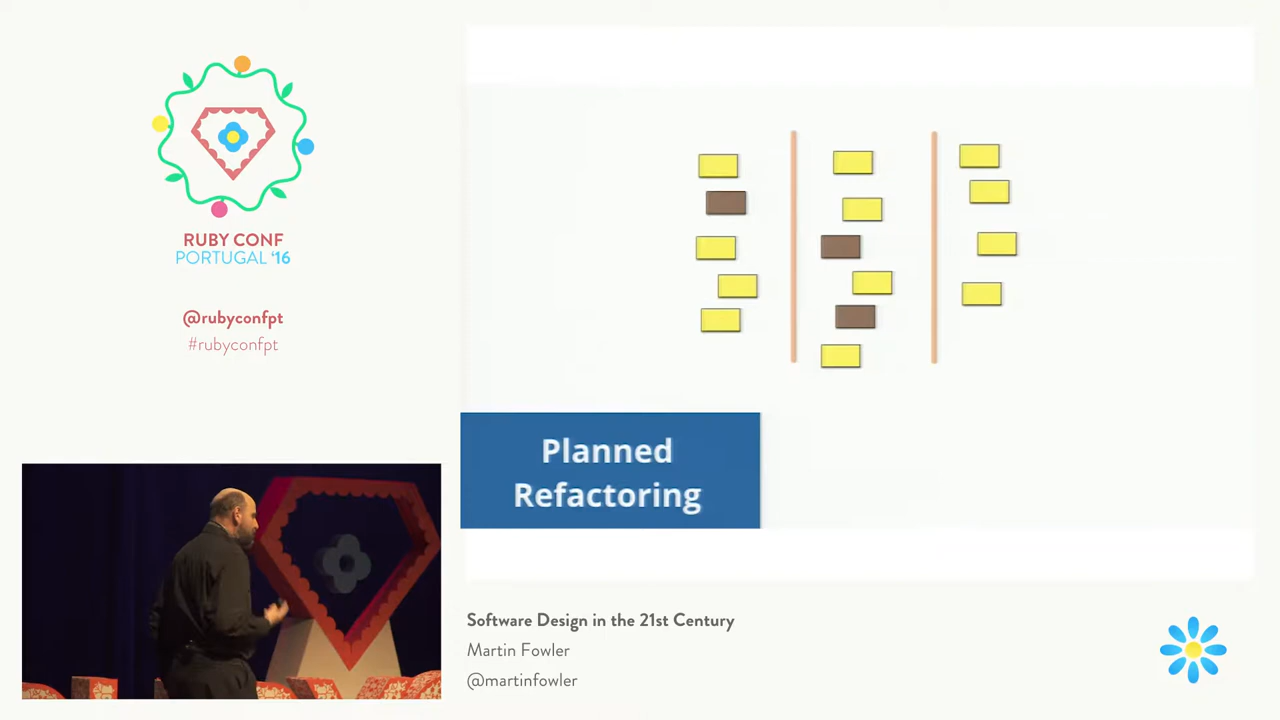 RUBY CONF
PORTUGAL '16
@rubyconfpt
#rubyconfpt
Planned
Refactoring
Software Design in the 21st Century
Martin Fowler
@martinfowler